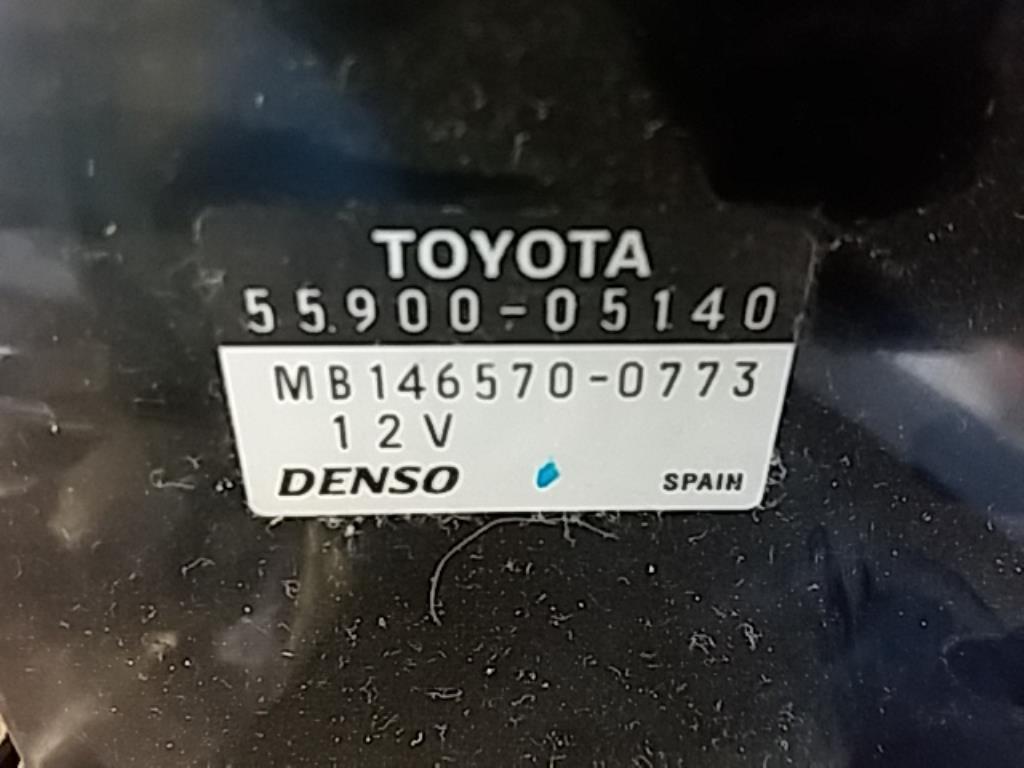 TOYOTA
55900-05140
MB146570-0773
12V
DENSO SPAIN